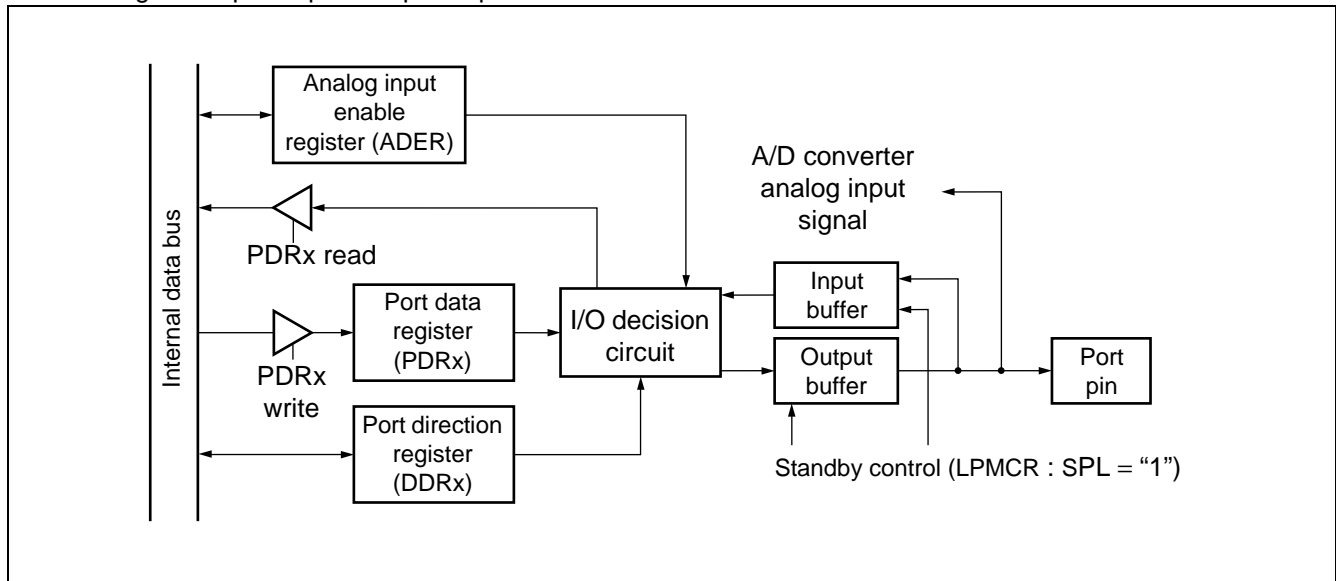 Internal data bus
Analog input
enable
register (ADER)
PDRx read
PDRx
write
Port data
register
(PDRx)
Port direction
register
(DDRx)
I/O decision
circuit
A/D converter
analog input
signal
Input
buffer
Output
buffer
Port
pin
Standby control (LPMCR : SPL = “1”)